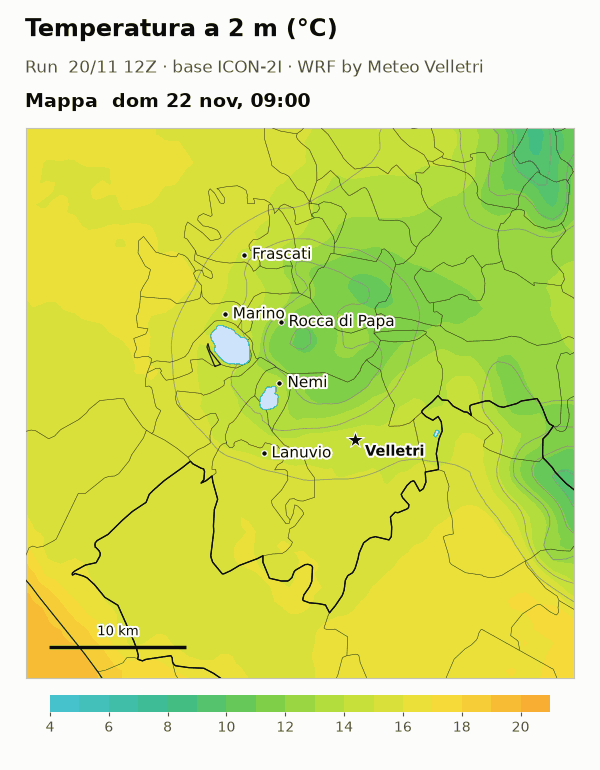 Temperatura a 2 m (°C)
Run  20/11 12Z · base ICON-2I · WRF by Meteo Velletri
Mappa  dom 22 nov, 09:00
Frascati
Marino
Rocca di Papa
Nemi
Velletri
Lanuvio
10 km
4 6 8 10 12 14 16 18 20